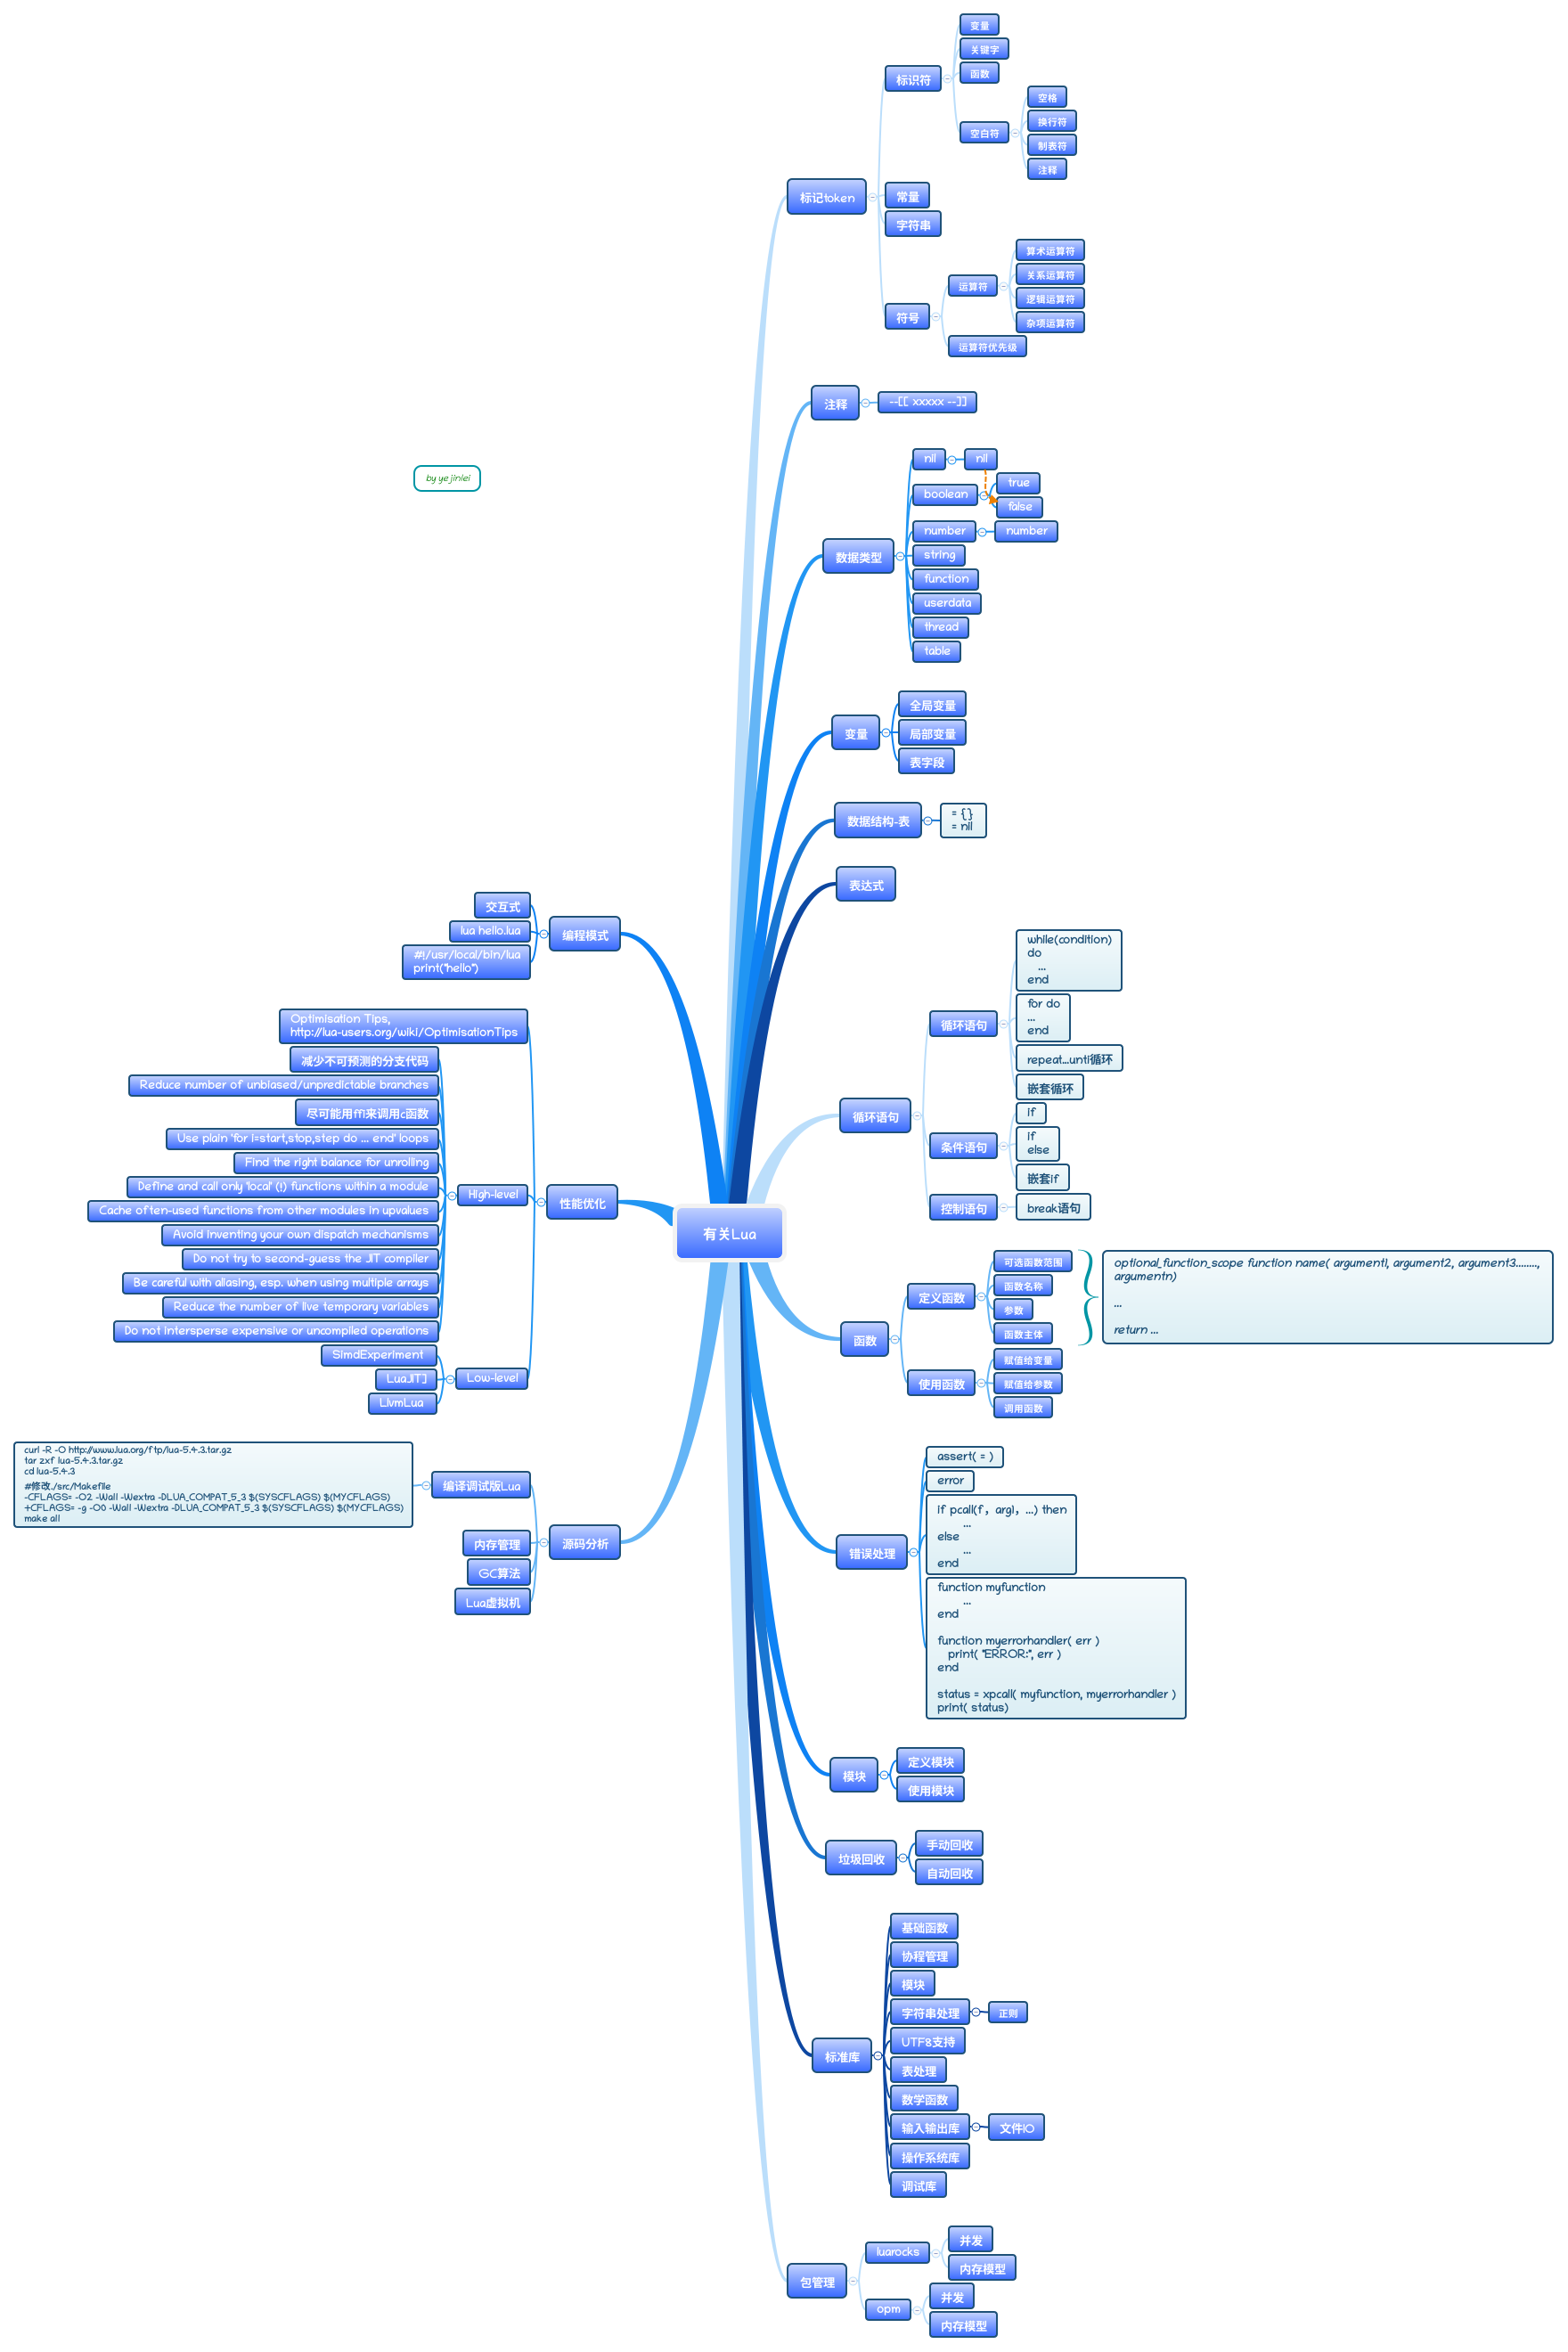 变量
关键字
函数
标识符
空格
换行符
空白符
制表符
注释
标记token
常量
字符串
算术运算符
关系运算符
运算符
逻辑运算符
杂项运算符
符号
运算符优先级
注释
--[[ xxxxx --]]
by yejinlei
nil
nil
true
boolean
false
number
number
数据类型
string
function
userdata
thread
table
全局变量
变量
局部变量
表字段
数据结构-表
= {}
= nil
表达式
交互式
lua hello.lua
编程模式
#!/usr/local/bin/lua
print("hello")
while(condition)
do
...
end
for do
...
end
循环语句
repeat...unti循环
嵌套循环
循环语句
if
if
else
条件语句
嵌套if
控制语句
break语句
Optimisation Tips,
http://lua-users.org/wiki/OptimisationTips
减少不可预测的分支代码
Reduce number of unbiased/unpredictable branches
尽可能用ffi来调用c函数
Use plain 'for i=start,stop,step do ... end' loops
Find the right balance for unrolling
Define and call only 'local' (!) functions within a module
High-level
性能优化
Cache often-used functions from other modules in upvalues
Avoid inventing your own dispatch mechanisms
Do not try to second-guess the JIT compiler
Be careful with aliasing, esp. when using multiple arrays
Reduce the number of live temporary variables
Do not intersperse expensive or uncompiled operations
SimdExperiment
LuaJIT]
Low-level
LlvmLua
有关Lua
可选函数范围
函数名称
定义函数
参数
函数主体
optional_function_scope function name( argument1, argument2, argument3........,
argumentn)
...
return ...
函数
赋值给变量
使用函数
赋值给参数
调用函数
curl -R -O http://www.lua.org/ftp/lua-5.4.3.tar.gz
tar zxf lua-5.4.3.tar.gz
cd lua-5.4.3
#修改./src/Makefile
-CFLAGS= -O2 -Wall -Wextra -DLUA_COMPAT_5_3 $(SYSCFLAGS) $(MYCFLAGS)
+CFLAGS= -g -O0 -Wall -Wextra -DLUA_COMPAT_5_3 $(SYSCFLAGS) $(MYCFLAGS)
make all
编译调试版Lua
内存管理
源码分析
GC算法
Lua虚拟机
assert( = )
error
if pcall(f，arg1，...) then
...
else
...
end
错误处理
function myfunction
...
end
function myerrorhandler( err )
print( "ERROR:", err )
end
status = xpcall( myfunction, myerrorhandler )
print( status)
定义模块
模块
使用模块
手动回收
垃圾回收
自动回收
基础函数
协程管理
模块
字符串处理
正则
UTF8支持
标准库
表处理
数学函数
输入输出库
文件IO
操作系统库
调试库
并发
luarocks
内存模型
包管理
并发
opm
内存模型